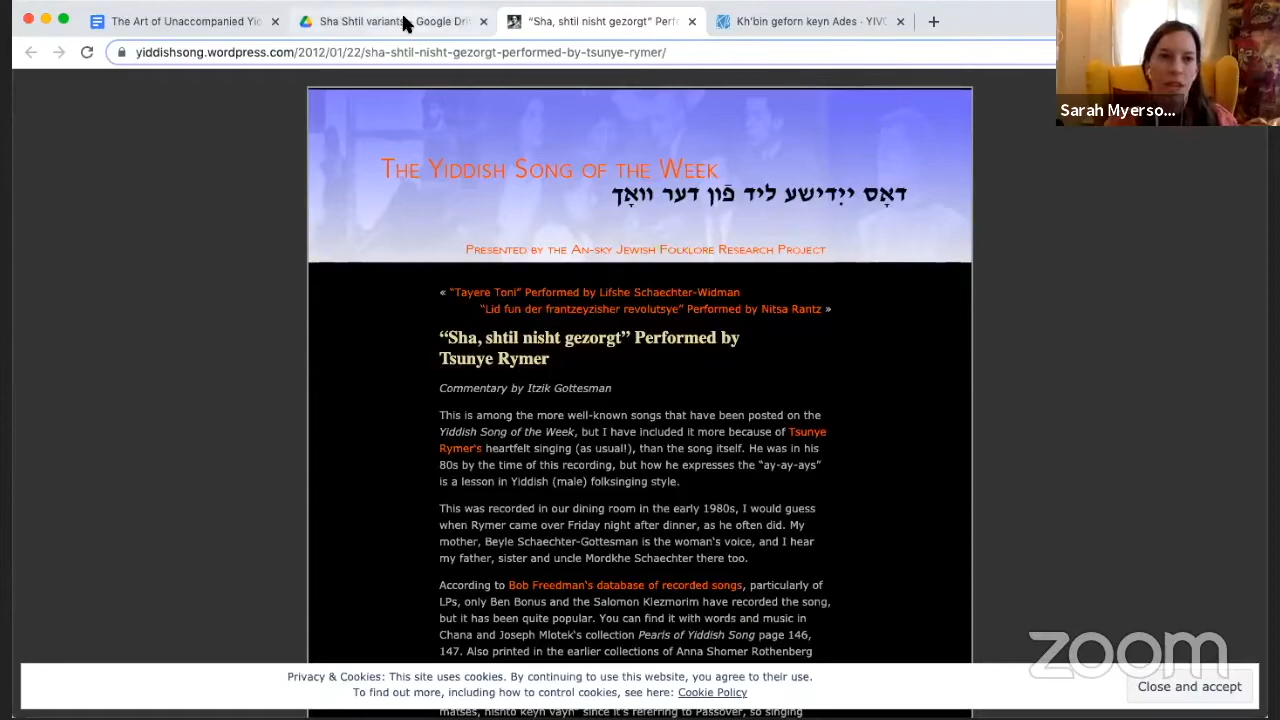 The Art of Unaccompanied Yid
Sha Shtil variants - Google Dri
“Sha, shtil nisht gezorgt” Perf
Kh'bin geforn keyn Ades - YIVO
yiddishsong.wordpress.com/2012/01/22/sha-shtil-nisht-gezorgt-performed-by-tsunye-rymer/
Sarah Myerso...
The Yiddish Song of the Week
דאָס ייִדישע ליד פֿון דער וואָך
Presented by the An-sky Jewish Folklore Research Project
« “Tayere Toni” Performed by Lifshe Schaechter-Widman
“Lid fun der frantzeyzisher revolutsye” Performed by Nitsa Rantz »
“Sha, shtil nisht gezorgt” Performed by
Tsunye Rymer
Commentary by Itzik Gottesman
This is among the more well-known songs that have been posted on the
Yiddish Song of the Week, but I have included it more because of Tsunye
Rymer's heartfelt singing (as usual!), than the song itself. He was in his
80s by the time of this recording, but how he expresses the “ay-ay-ays”
is a lesson in Yiddish (male) folksinging style.
This was recorded in our dining room in the early 1980s, I would guess
when Rymer came over Friday night after dinner, as he often did. My
mother, Beyle Schaechter-Gottesman is the woman's voice, and I hear
my father, sister and uncle Mordkhe Schaechter there too.
According to Bob Freedman's database of recorded songs, particularly of
LPs, only Ben Bonus and the Salomon Klezmorim have recorded the song,
but it has been quite popular. You can find it with words and music in
Chana and Joseph Mlotek's collection Pearls of Yiddish Song page 146,
147. Also printed in the earlier collections of Anna Shomer Rothenberg
Privacy & Cookies: This site uses cookies. By continuing to use this website, you agree to their use.
To find out more, including how to control cookies, see here: Cookie Policy
Close and accept
zoom
matses, nishto keyn vayn” since it's referring to Passover, so singing